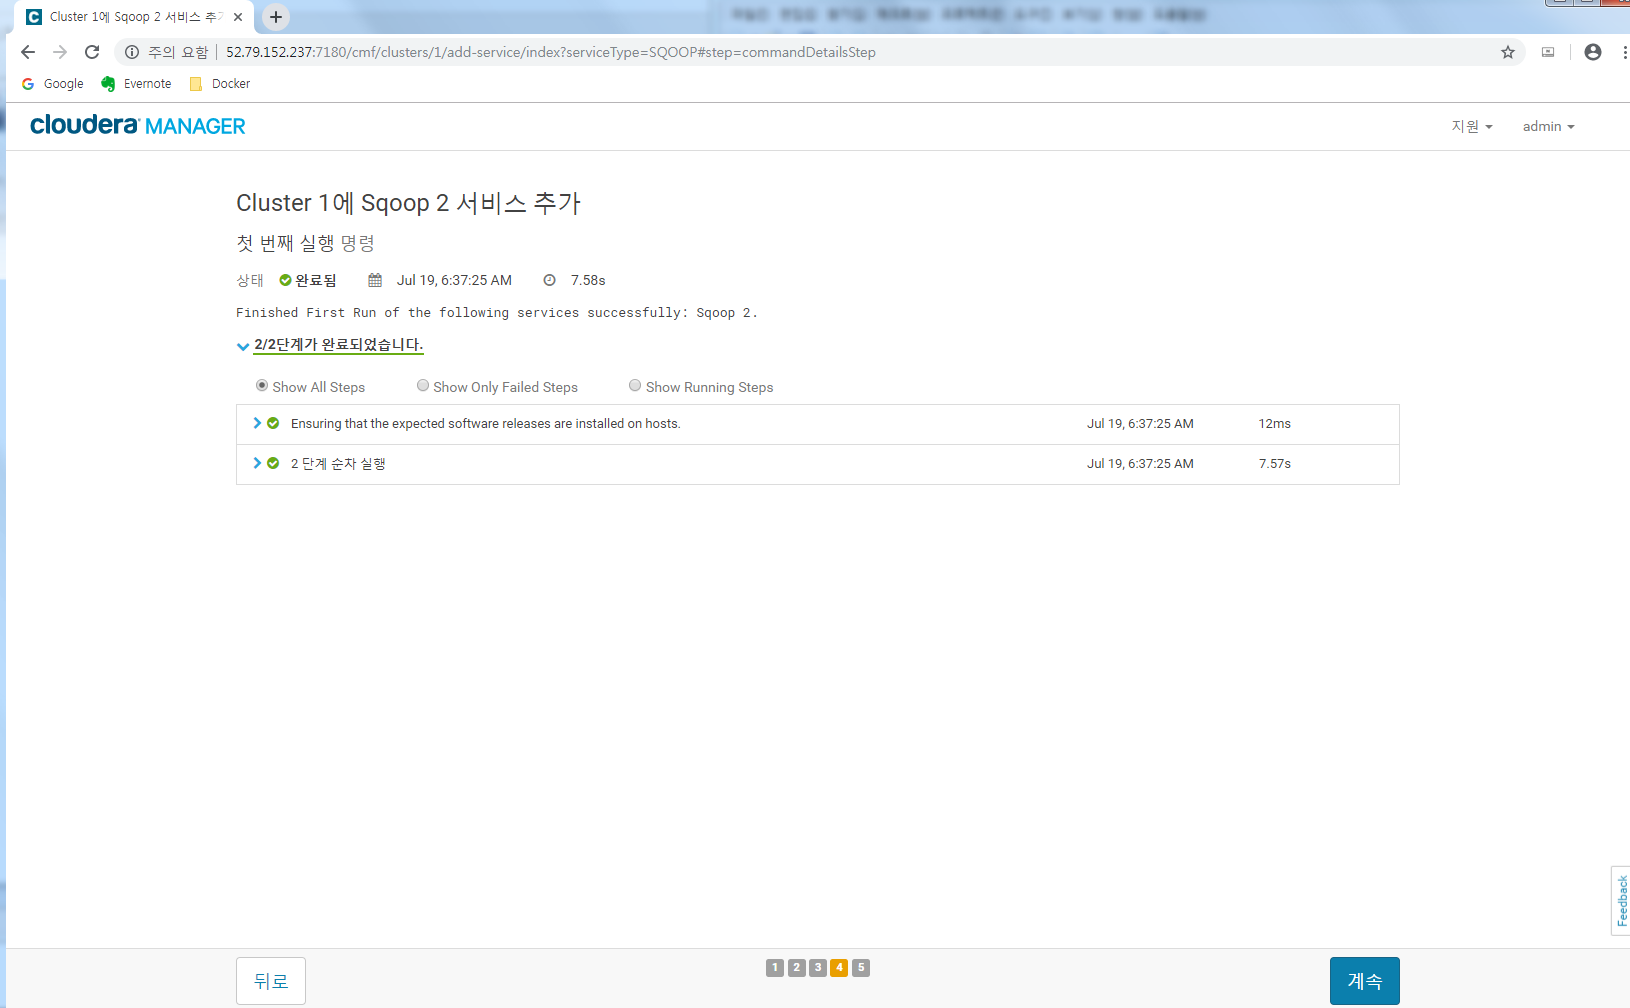 Cluster 1에 Sqoop 2 서비스 추
주의 요함 52.79.152.237:7180/cmf/clusters/1/add-service/index?serviceType=SQOOP#step=commandDetailsStep
Google Evernote Docker
cloudera MANAGER 지원 admin
Cluster 1에 Sqoop 2 서비스 추가
첫 번째 실행 명령
상태 완료됨 Jul 19, 6:37:25 AM 7.58s
Finished First Run of the following services successfully: Sqoop 2.
2/2단계가 완료되었습니다.
Show All Steps Show Only Failed Steps Show Running Steps
Ensuring that the expected software releases are installed on hosts. Jul 19, 6:37:25 AM 12ms
2 단계 순차 실행 Jul 19, 6:37:25 AM 7.57s
Feedback
뒤로 1 2 3 4 5 계속